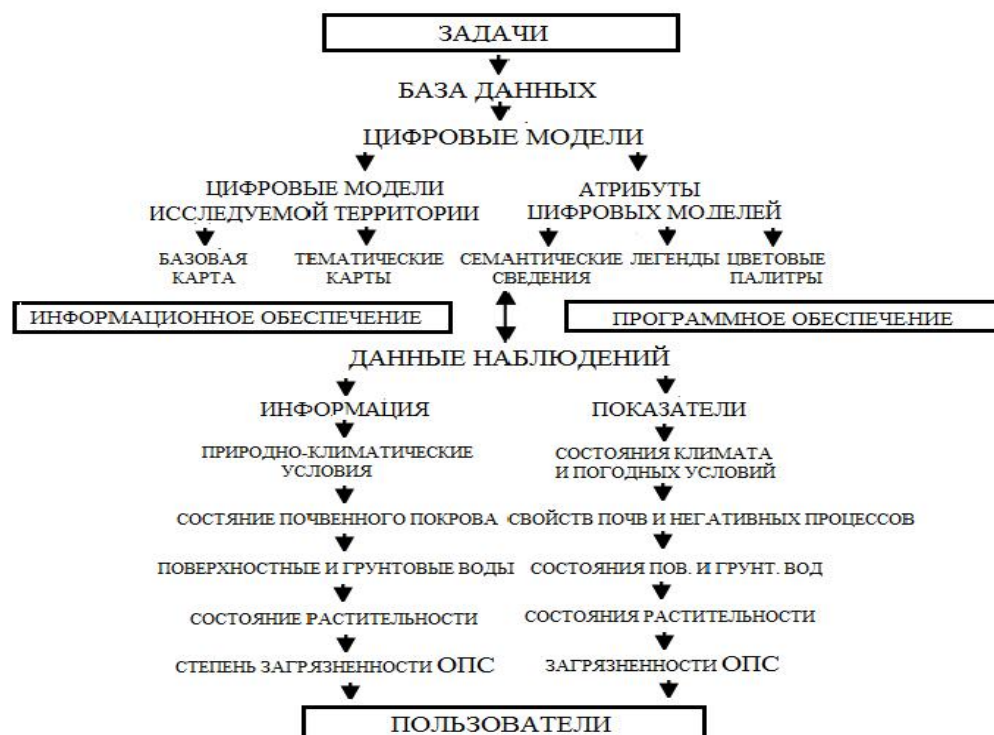 ЗАДАЧИ
БАЗА ДАННЫХ
ЦИФРОВЫЕ МОДЕЛИ
ЦИФРОВЫЕ МОДЕЛИ
ИССЛЕДУЕМОЙ ТЕРРИТОРИИ
АТРИБУТЫ
ЦИФРОВЫХ МОДЕЛЕЙ
БАЗОВАЯ
КАРТА
ТЕМАТИЧЕСКИЕ
КАРТЫ
СЕМАНТИЧЕСКИЕ
СВЕДЕНИЯ
ЛЕГЕНДЫ
ЦВЕТОВЫЕ
ПАЛИТРЫ
ИНФОРМАЦИОННОЕ ОБЕСПЕЧЕНИЕ
ПРОГРАММНОЕ ОБЕСПЕЧЕНИЕ
ДАННЫЕ НАБЛЮДЕНИЙ
ИНФОРМАЦИЯ
ПОКАЗАТЕЛИ
ПРИРОДНО-КЛИМАТИЧЕСКИЕ
УСЛОВИЯ
СОСТОЯНИЯ КЛИМАТА
И ПОГОДНЫХ УСЛОВИЙ
СОСТЯНИЕ ПОЧВЕННОГО ПОКРОВА
СВОЙСТВ ПОЧВ И НЕГАТИВНЫХ ПРОЦЕССОВ
ПОВЕРХНОСТНЫЕ И ГРУНТОВЫЕ ВОДЫ
СОСТОЯНИЯ ПОВ. И ГРУНТ. ВОД
СОСТОЯНИЕ РАСТИТЕЛЬНОСТИ
СОСТОЯНИЯ РАСТИТЕЛЬНОСТИ
СТЕПЕНЬ ЗАГРЯЗНЕННОСТИ ОПС
ЗАГРЯЗНЕННОСТИ ОПС
ПОЛЬЗОВАТЕЛИ